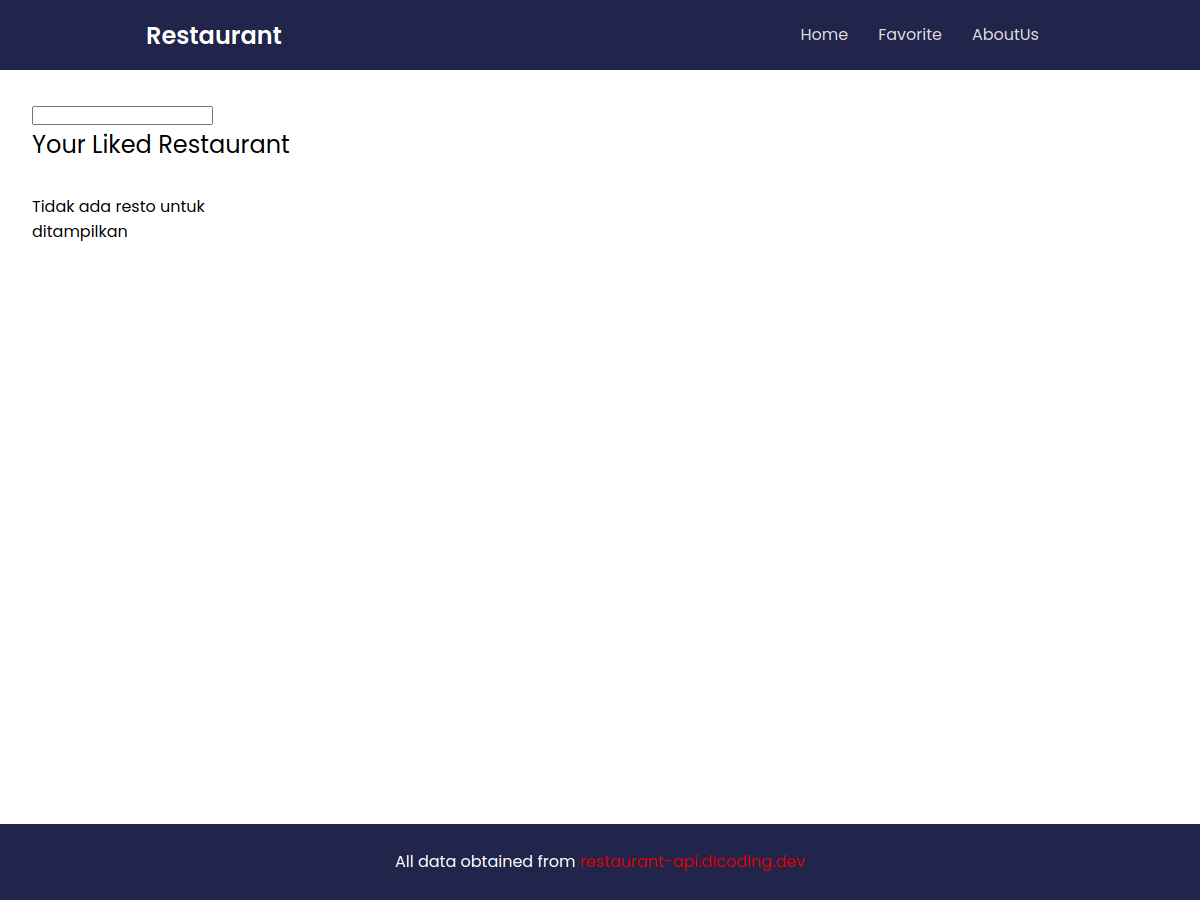 Restaurant
Home Favorite AboutUs
Your Liked Restaurant
Tidak ada resto untuk
ditampilkan
All data obtained from restaurant-api.dicoding.dev